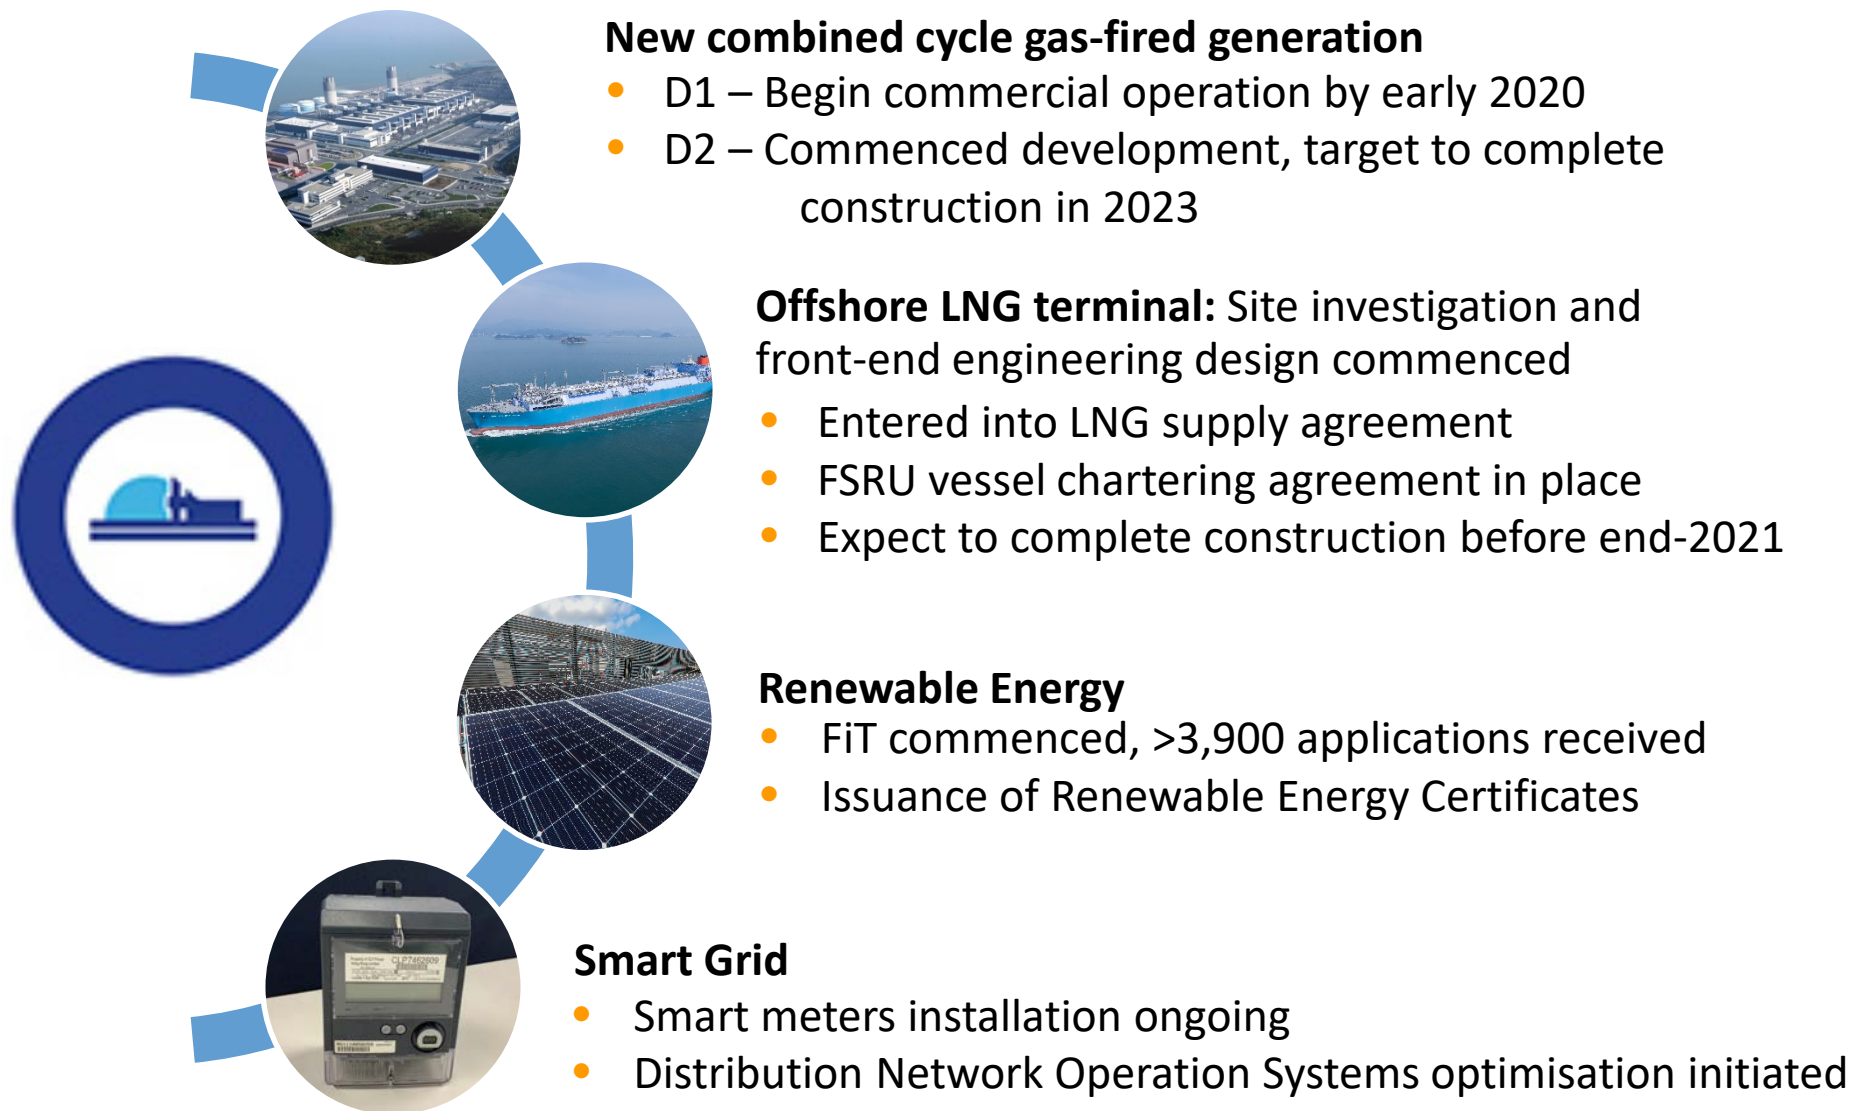 New combined cycle gas-fired generation
• D1 – Begin commercial operation by early 2020
• D2 – Commenced development, target to complete
construction in 2023
Offshore LNG terminal: Site investigation and
front-end engineering design commenced
• Entered into LNG supply agreement
• FSRU vessel chartering agreement in place
• Expect to complete construction before end-2021
Renewable Energy
• FiT commenced, >3,900 applications received
• Issuance of Renewable Energy Certificates
CLP7462609
Smart Grid
• Smart meters installation ongoing
• Distribution Network Operation Systems optimisation initiated